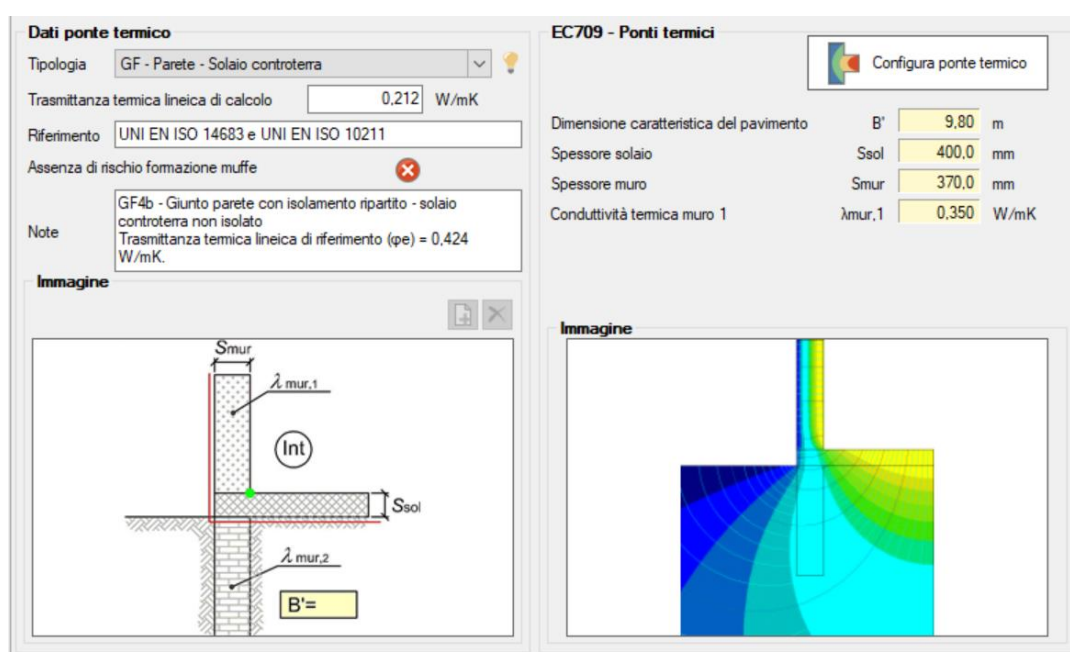 Dati ponte termico
Tipologia GF - Parete - Solaio controterra
Trasmittanza termica lineica di calcolo 0,212 W/mK
Riferimento UNI EN ISO 14683 e UNI EN ISO 10211
Assenza di rischio formazione muffe
Note
GF4b - Giunto parete con isolamento ripartito - solaio
controterra non isolato
Trasmittanza termica lineica di riferimento (φe) = 0,424
W/mK.
Immagine
Smur
λ mur,1
Int
Ssol
λ mur,2
B'=
EC709 - Ponti termici
Configura ponte termico
Dimensione caratteristica del pavimento B' 9,80 m
Spessore solaio Ssol 400,0 mm
Spessore muro Smur 370,0 mm
Conduttività termica muro 1 λmur,1 0,350 W/mK
Immagine